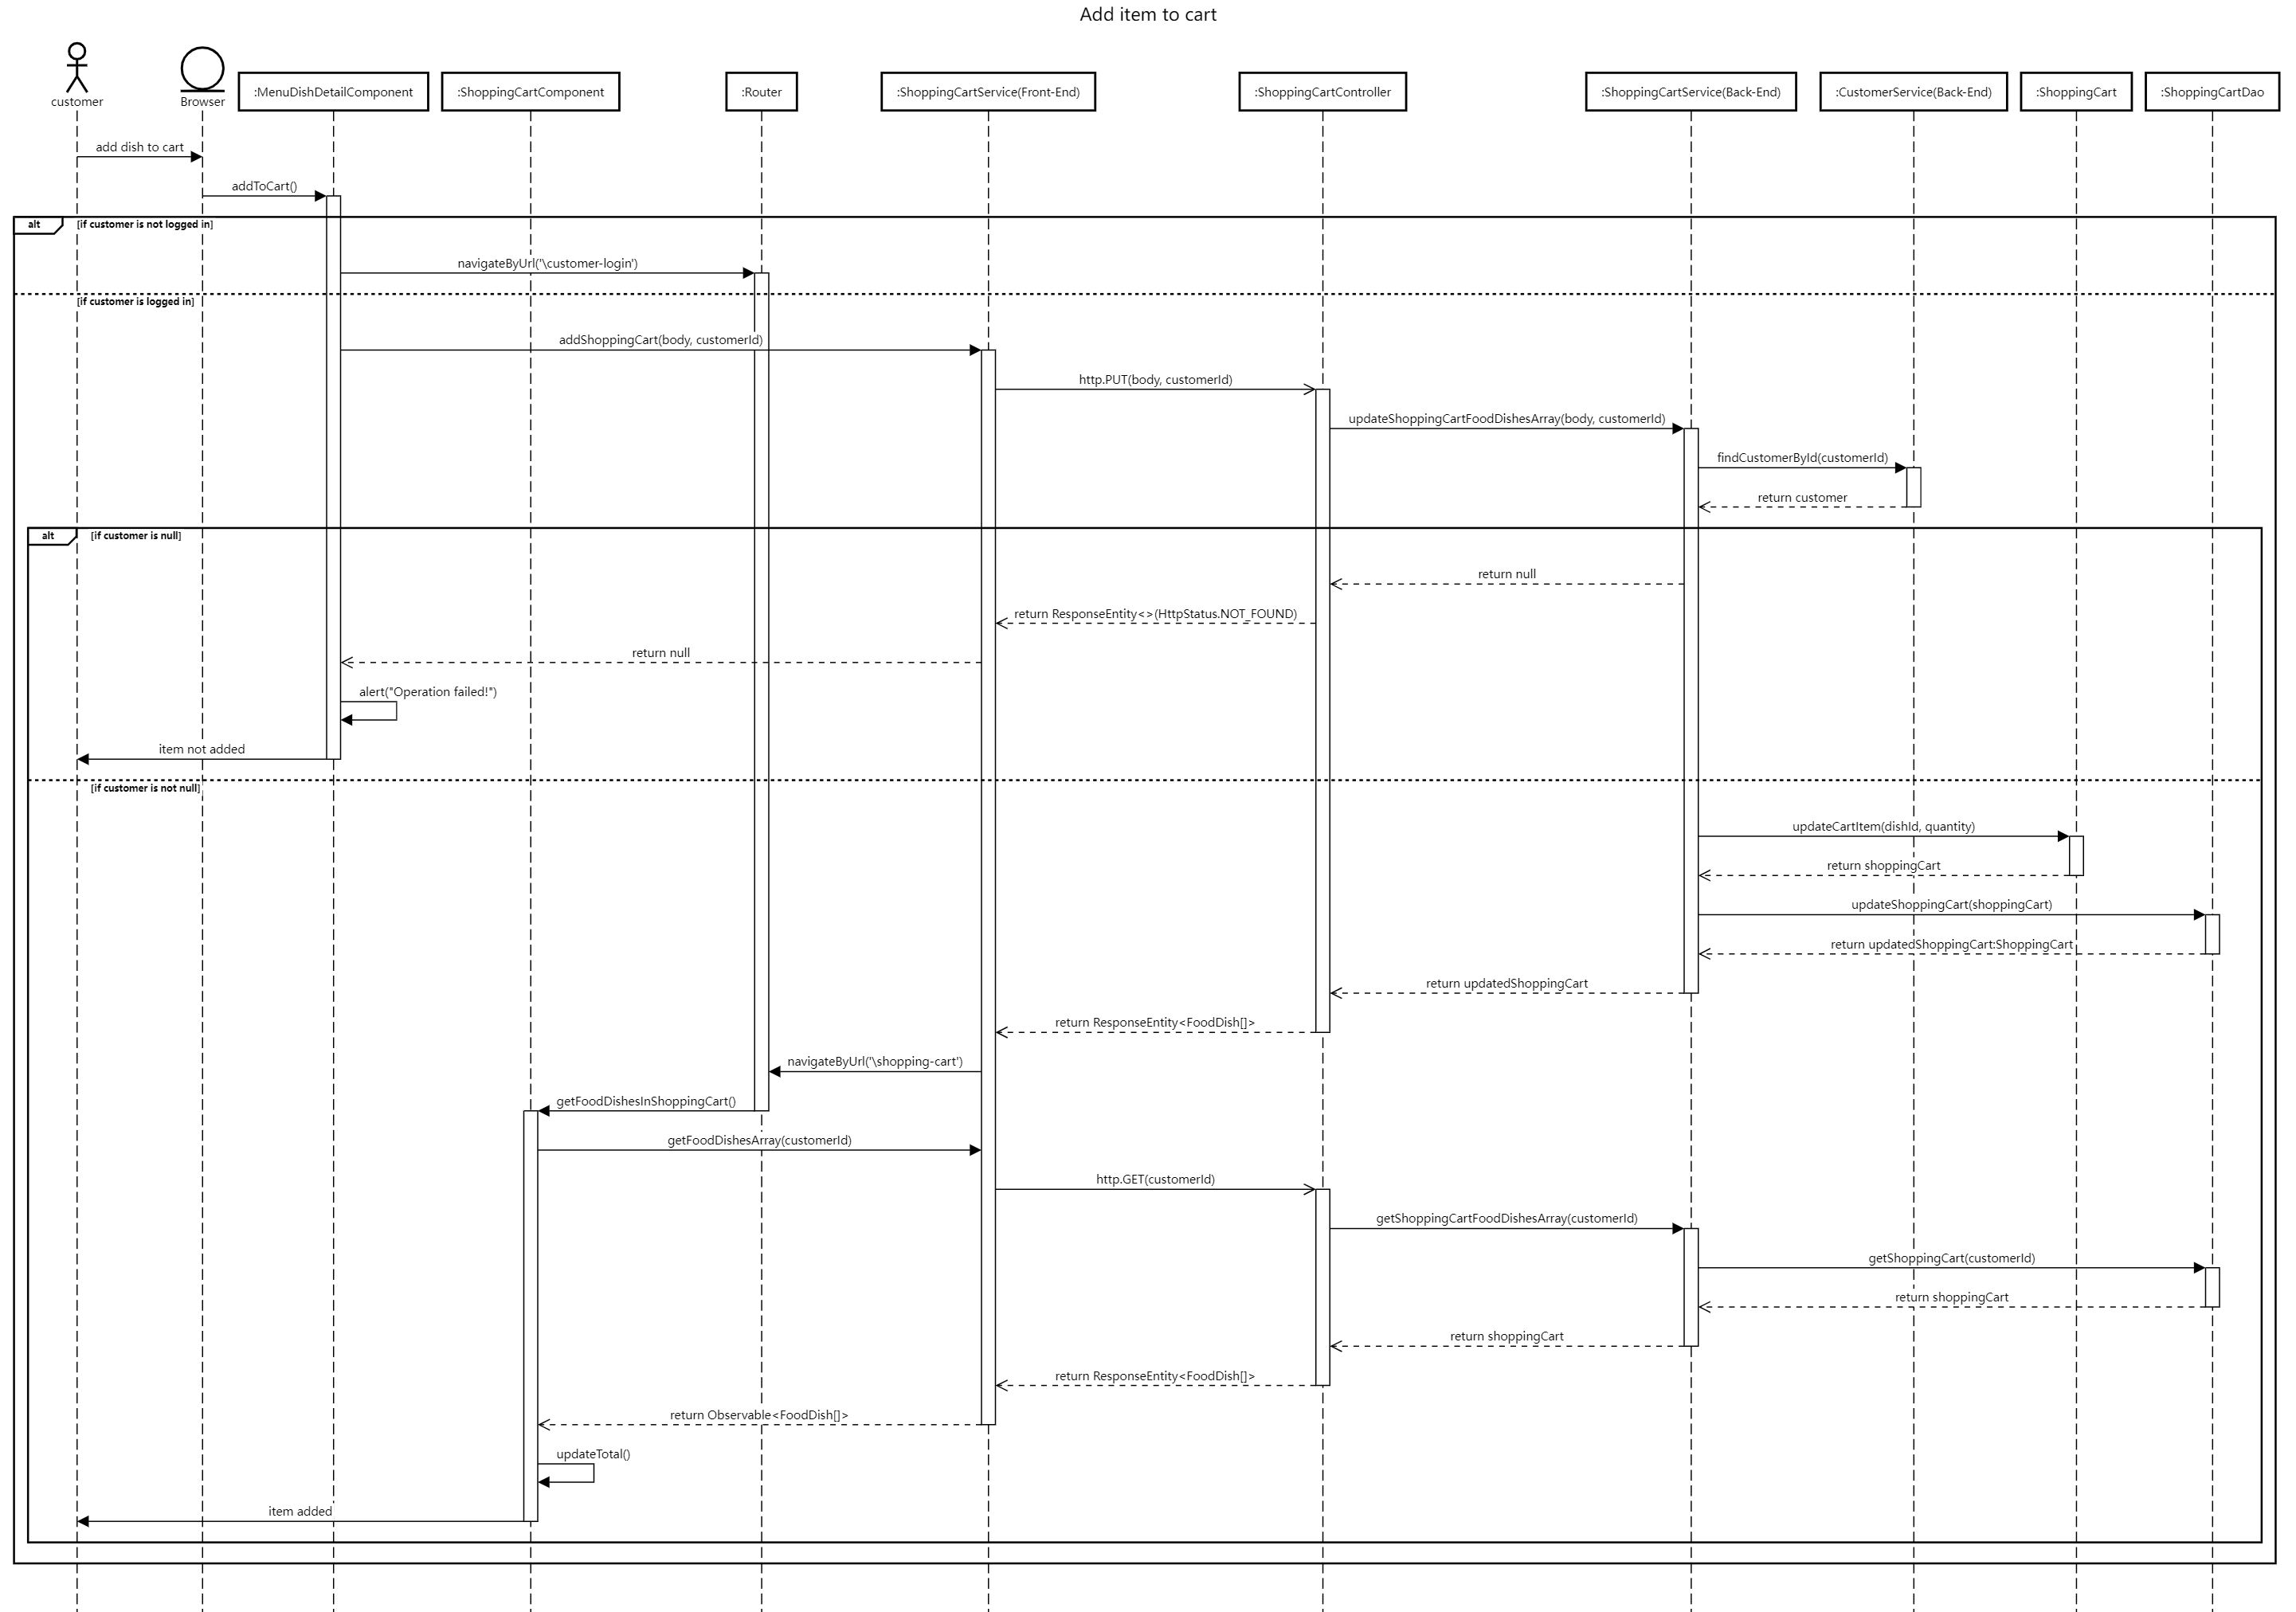 Add item to cart
customer
Browser
:MenuDishDetailComponent
:ShoppingCartComponent
:Router
:ShoppingCartService(Front-End)
:ShoppingCartController
:ShoppingCartService(Back-End)
:CustomerService(Back-End)
:ShoppingCart
:ShoppingCartDao
add dish to cart
addToCart()
alt
[if customer is not logged in]
navigateByUrl('\customer-login')
[if customer is logged in]
addShoppingCart(body, customerId)
http.PUT(body, customerId)
updateShoppingCartFoodDishesArray(body, customerId)
findCustomerById(customerId)
return customer
alt
[if customer is null]
return null
return ResponseEntity<>(HttpStatus.NOT_FOUND)
return null
alert("Operation failed!")
item not added
[if customer is not null]
updateCartItem(dishId, quantity)
return shoppingCart
updateShoppingCart(shoppingCart)
return updatedShoppingCart:ShoppingCart
return updatedShoppingCart
return ResponseEntity<FoodDish[]>
navigateByUrl('\shopping-cart')
getFoodDishesInShoppingCart()
getFoodDishesArray(customerId)
http.GET(customerId)
getShoppingCartFoodDishesArray(customerId)
getShoppingCart(customerId)
return shoppingCart
return shoppingCart
return ResponseEntity<FoodDish[]>
return Observable<FoodDish[]>
updateTotal()
item added